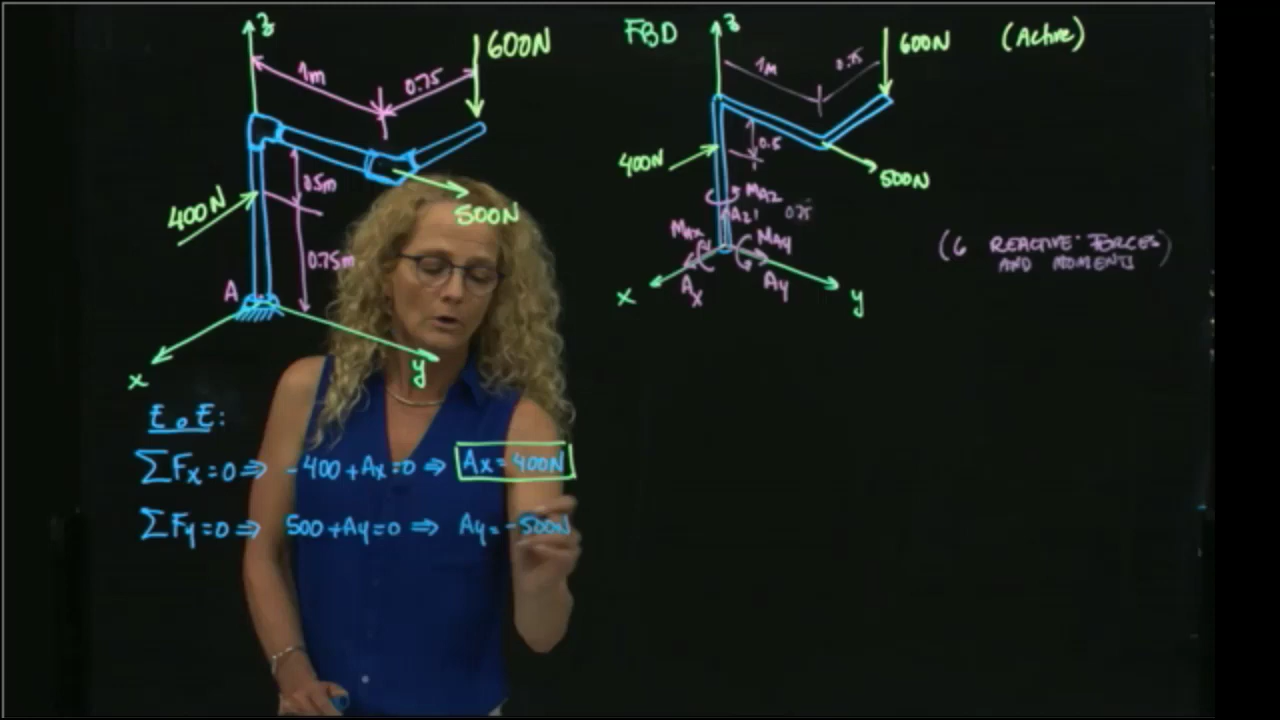 z
1m
0.75
600N
400N
0.5m
500N
0.75m
A
x
y
FBD
z
600N
(Active)
1M
0.75
400N
0.5
500N
MAz
Az
0.75
MAx
MAy
Ax
Ay
x
y
(6 REACTIVE FORCES
AND MOMENTS)
E o E:
ΣFx=0 ⇒ -400+Ax=0 ⇒ Ax=400N
ΣFy=0 ⇒ 500+Ay=0 ⇒ Ay=-500N